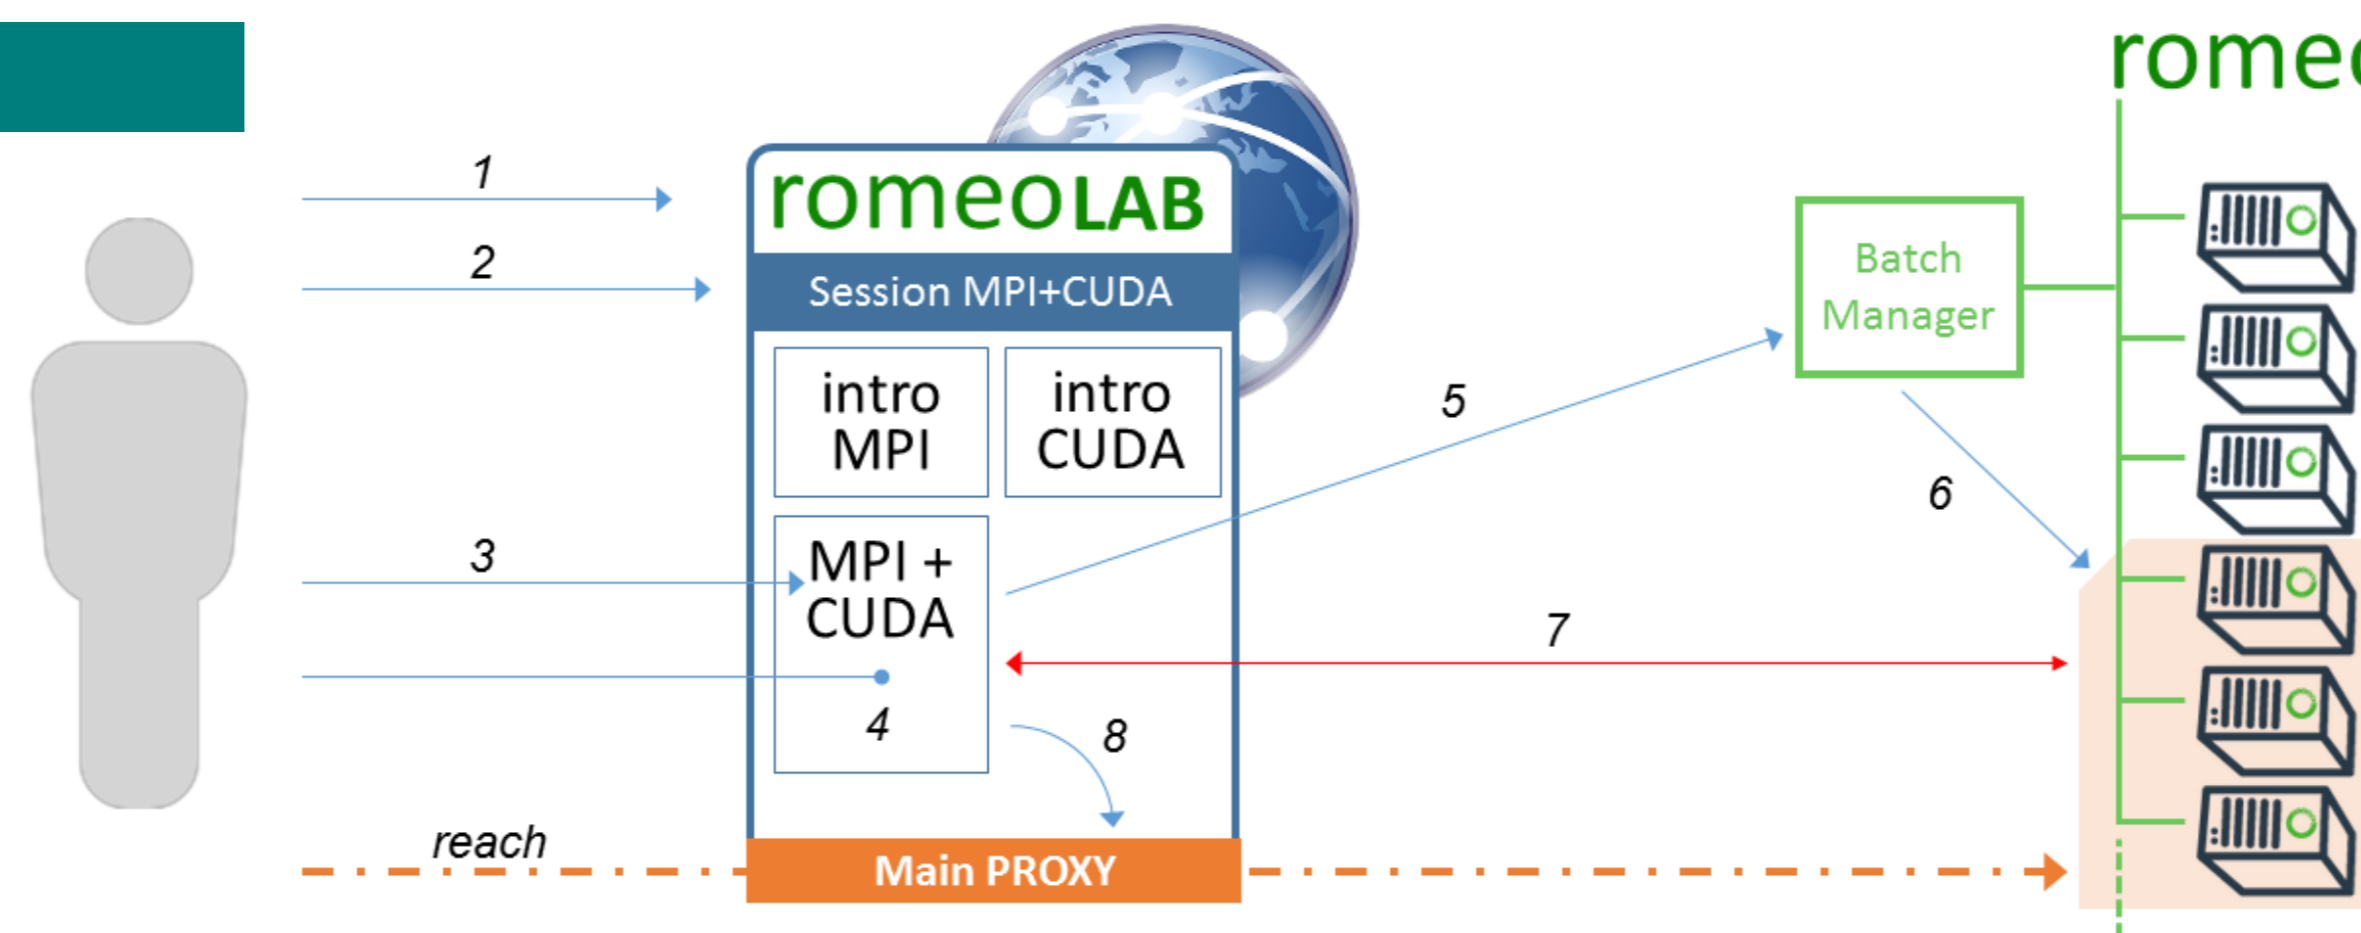 romeo
1
romeoLAB
2
Session MPI+CUDA
Batch
Manager
intro
MPI
intro
CUDA
5
6
3
MPI +
CUDA
7
4
8
reach
Main PROXY